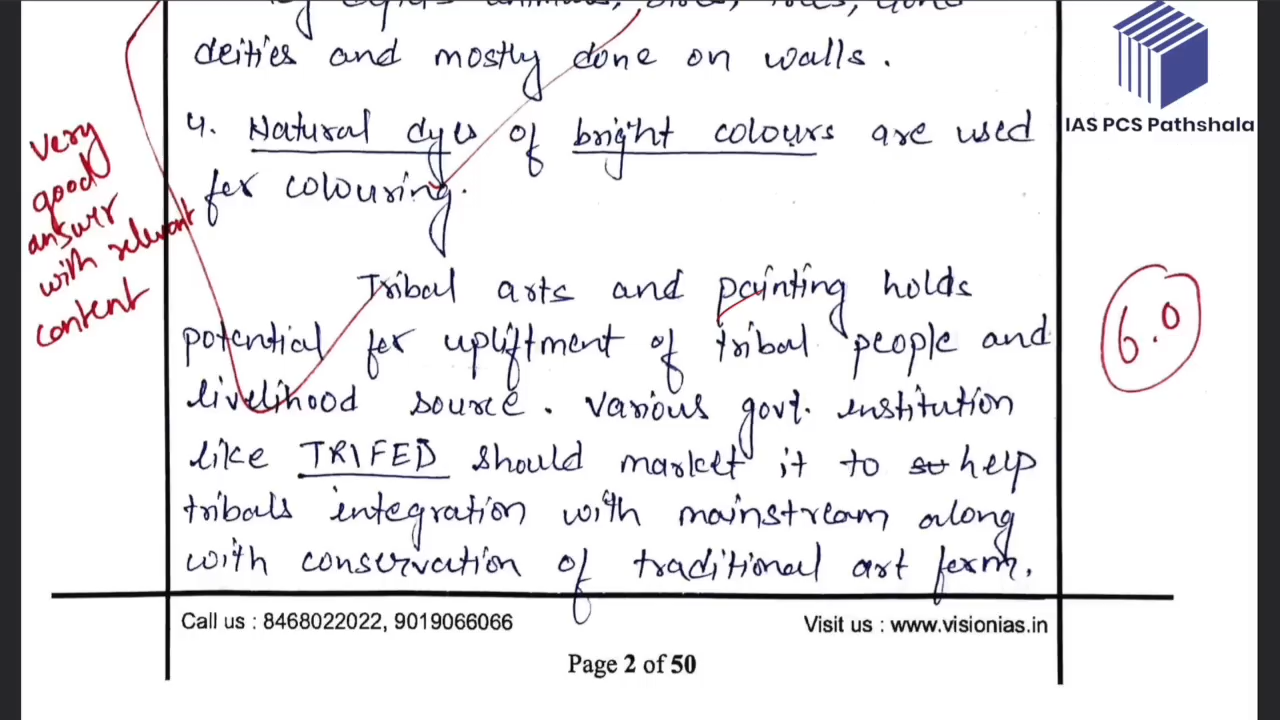 deities and mostly done on walls.
4. Natural dyes of bright colours are used
for colouring.
Tribal arts and painting holds
potential for upliftment of tribal people and
livelihood source. Various govt. institution
like TRIFED should market it to help
tribals integration with mainstream along
with conservation of traditional art form.
very
good
answer
with relevant
content
6.0
IAS PCS Pathshala
Call us : 8468022022, 9019066066
Visit us : www.visionias.in
Page 2 of 50